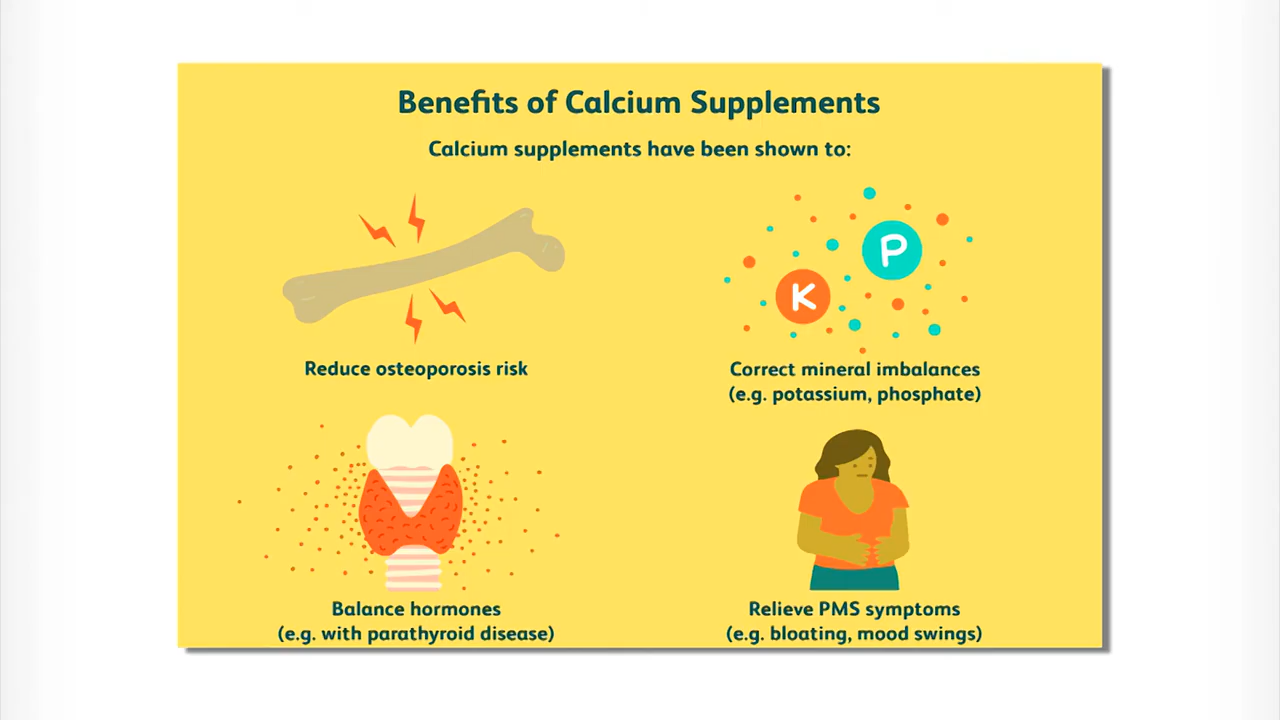 Benefits of Calcium Supplements
Calcium supplements have been shown to:
K
P
Reduce osteoporosis risk
Correct mineral imbalances
(e.g. potassium, phosphate)
Balance hormones
(e.g. with parathyroid disease)
Relieve PMS symptoms
(e.g. bloating, mood swings)